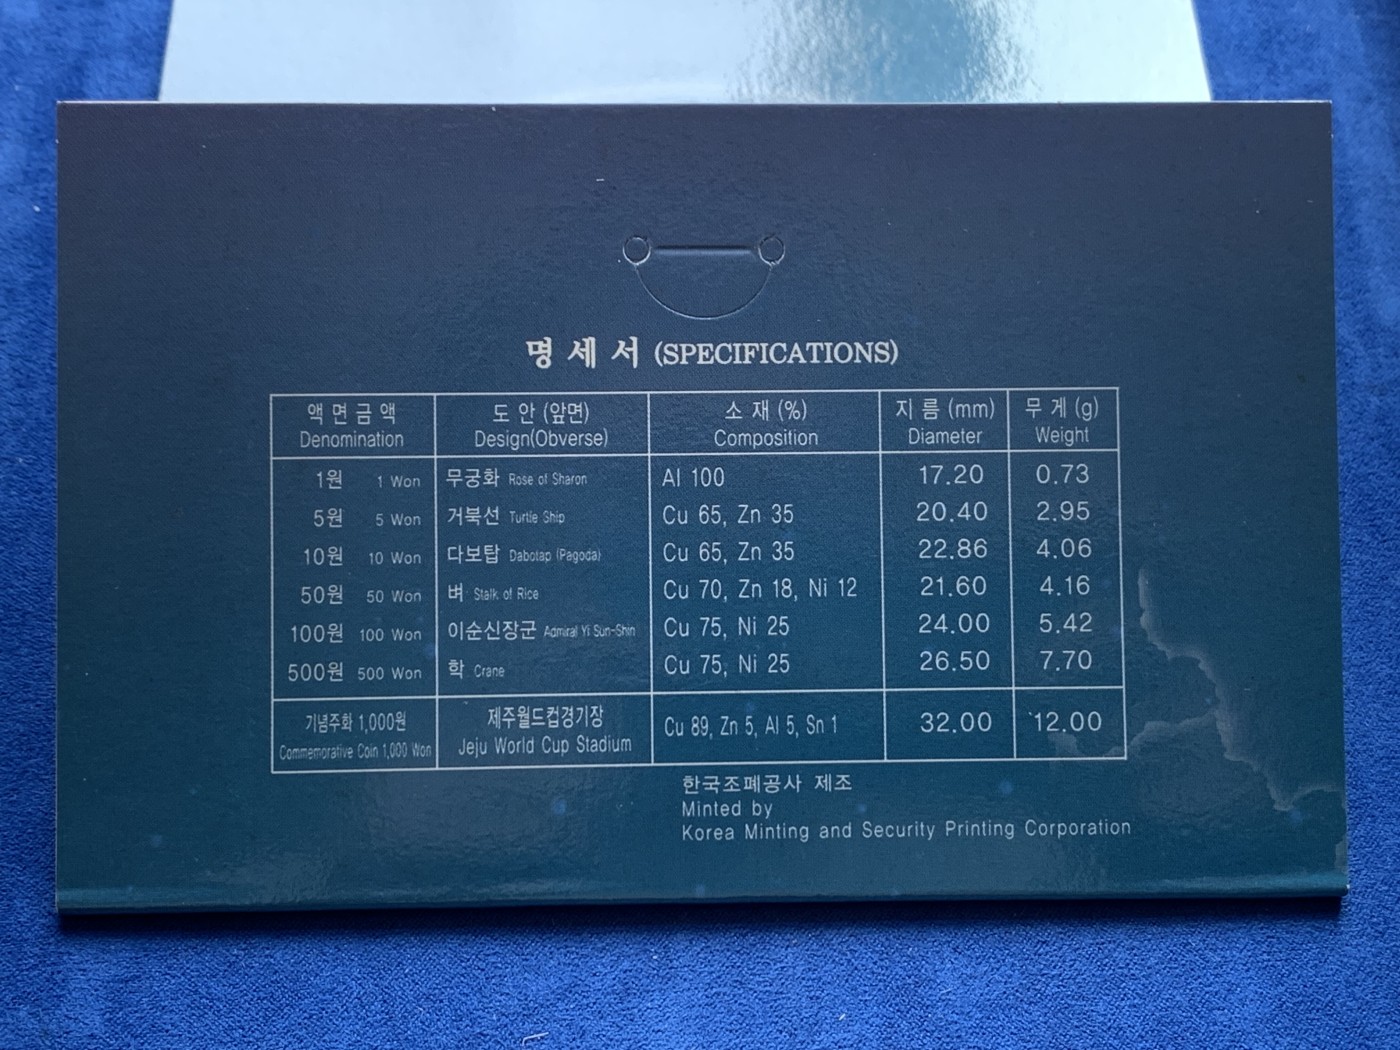 명 세 서 (SPECIFICATIONS)
액 면 금 액 도 안 (앞면) 소 재 (%) 지 름 (mm) 무 게 (g)
Denomination Design(Obverse) Composition Diameter Weight
1원 1 Won 무궁화 Rose of Sharon Al 100 17.20 0.73
5원 5 Won 거북선 Turtle Ship Cu 65, Zn 35 20.40 2.95
10원 10 Won 다보탑 Dabotap (Pagoda) Cu 65, Zn 35 22.86 4.06
50원 50 Won 벼 Stalk of Rice Cu 70, Zn 18, Ni 12 21.60 4.16
100원 100 Won 이순신장군 Admiral Yi Sun-Shin Cu 75, Ni 25 24.00 5.42
500원 500 Won 학 Crane Cu 75, Ni 25 26.50 7.70
기념주화 1,000원 제주월드컵경기장 Cu 89, Zn 5, Al 5, Sn 1 32.00 12.00
Commemorative Coin 1,000 Won Jeju World Cup Stadium
한국조폐공사 제조
Minted by
Korea Minting and Security Printing Corporation